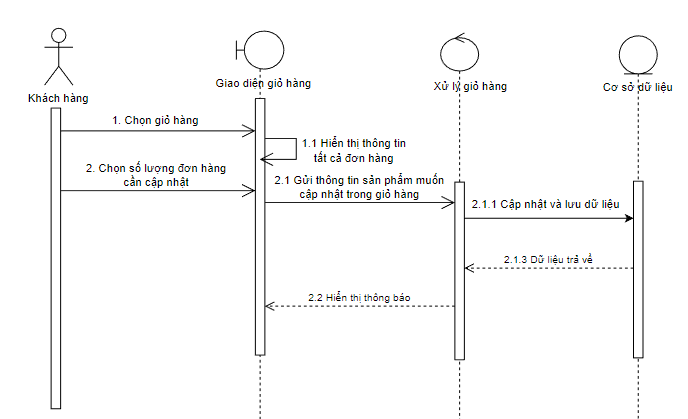 Khách hàng
Giao diện giỏ hàng
Xử lý giỏ hàng
Cơ sở dữ liệu
1. Chọn giỏ hàng
1.1 Hiển thị thông tin
tất cả đơn hàng
2. Chọn số lượng đơn hàng
cần cập nhật
2.1 Gửi thông tin sản phẩm muốn
cập nhật trong giỏ hàng
2.1.1 Cập nhật và lưu dữ liệu
2.1.3 Dữ liệu trả về
2.2 Hiển thị thông báo